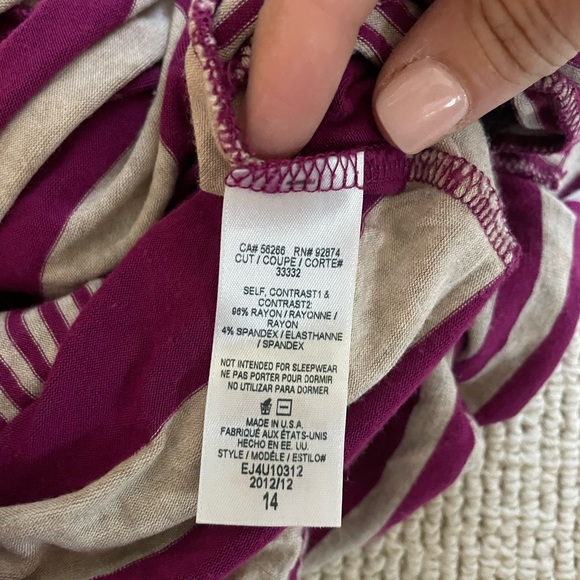 CA# 56266 RN# 92874
CUT / COUPE / CORTE#
33332
SELF, CONTRAST1 &
CONTRAST2:
96% RAYON / RAYONNE /
RAYON
4% SPANDEX / ELASTHANNE
/ SPANDEX
NOT INTENDED FOR SLEEPWEAR
NE PAS PORTER POUR DORMIR
NO UTILIZAR PARA DORMER
MADE IN U.S.A.
FABRIQUÉ AUX ÉTATS-UNIS
HECHO EN EE. UU.
STYLE / MODÈLE / ESTILO#
EJ4U10312
2012/12
14